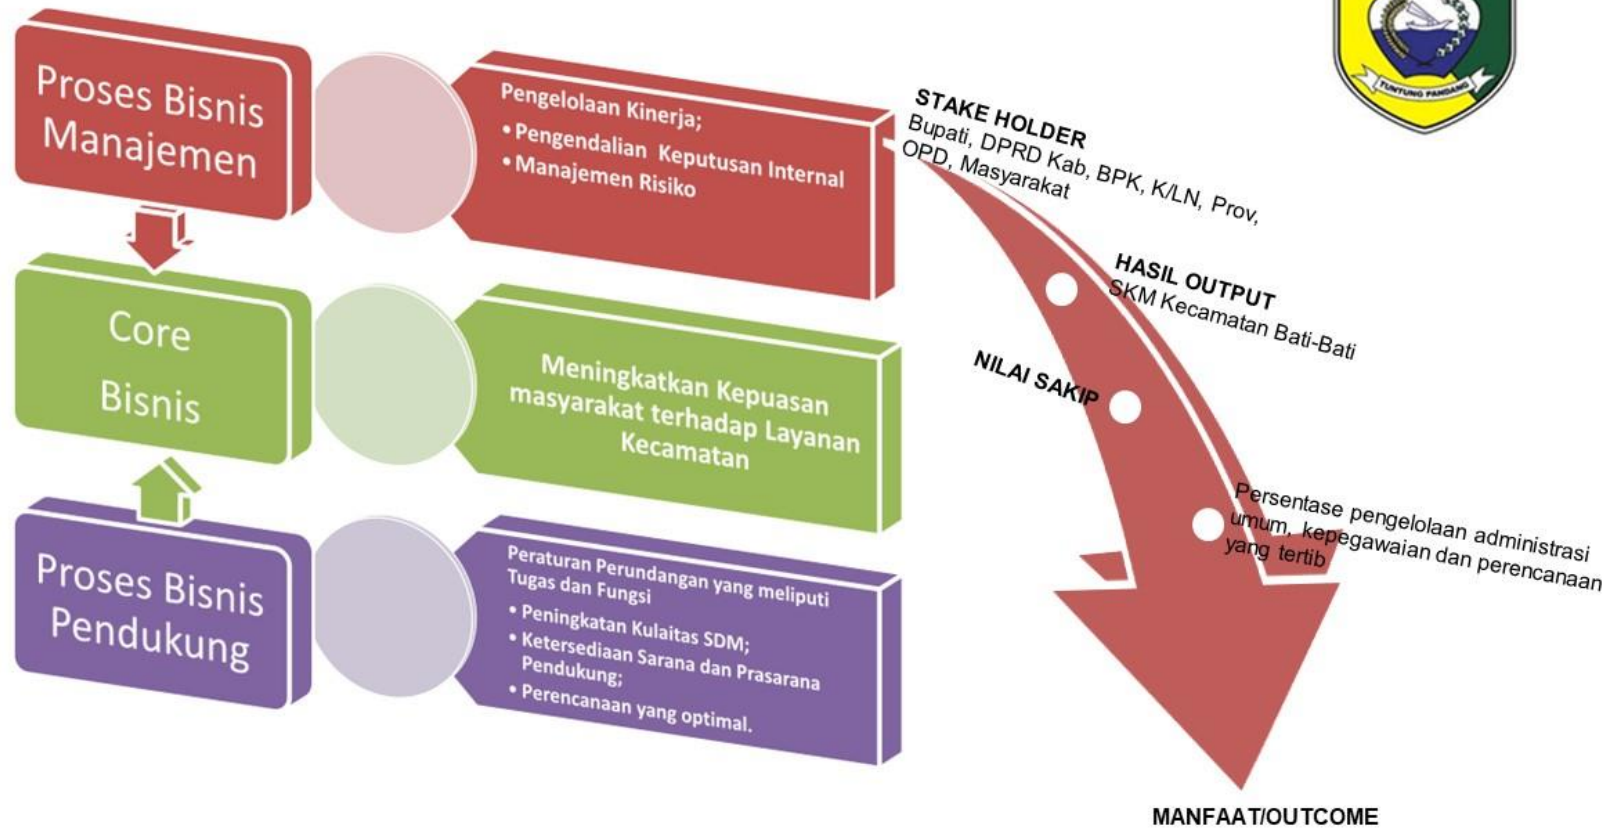 Proses Bisnis
Manajemen
Pengelolaan Kinerja;
• Pengendalian Keputusan Internal
• Manajemen Risiko
Core
Bisnis
Meningkatkan Kepuasan
masyarakat terhadap Layanan
Kecamatan
Proses Bisnis
Pendukung
Peraturan Perundangan yang meliputi
Tugas dan Fungsi
• Peningkatan Kulaitas SDM;
• Ketersediaan Sarana dan Prasarana
Pendukung;
• Perencanaan yang optimal.
STAKE HOLDER
Bupati, DPRD Kab, BPK, K/LN, Prov,
OPD, Masyarakat
HASIL OUTPUT
SKM Kecamatan Bati-Bati
NILAI SAKIP
Persentase pengelolaan administrasi
umum, kepegawaian dan perencanaan
yang tertib
MANFAAT/OUTCOME
TUNTUNG PANDANG